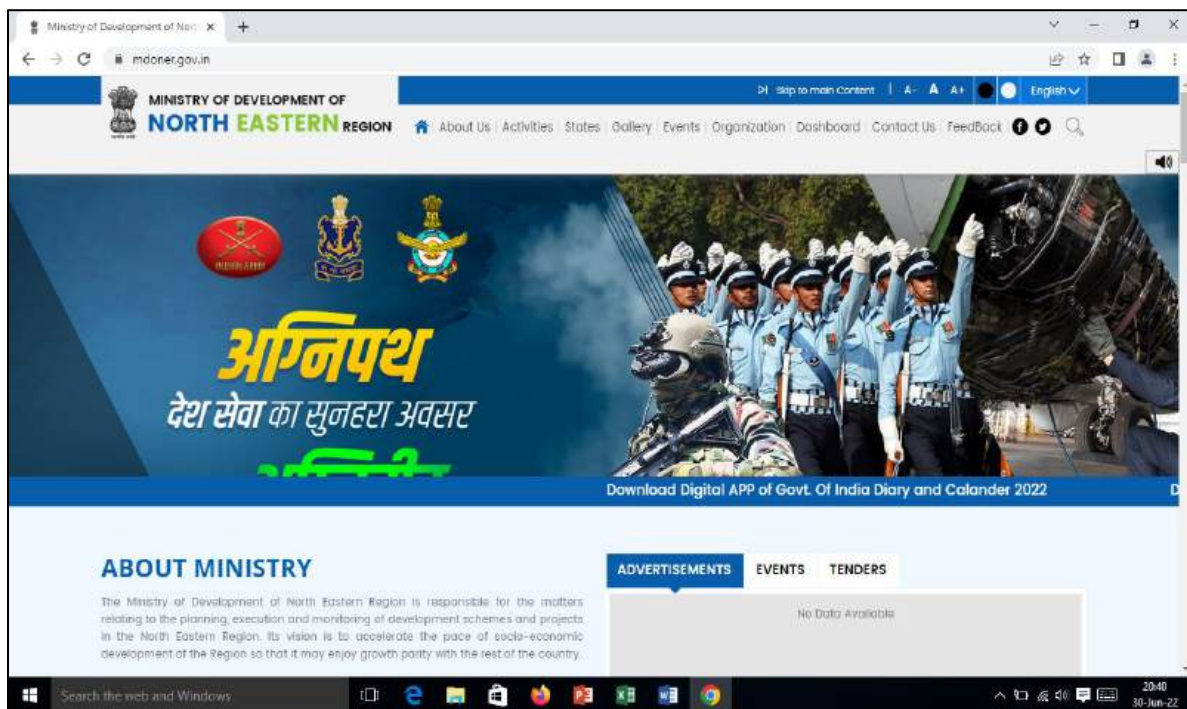 Ministry of Development of Nor
mdoner.gov.in
Skip to main Content | A- A A+ English
MINISTRY OF DEVELOPMENT OF
NORTH EASTERN REGION
About Us | Activities States Gallery Events Organization Dashboard Contact Us FeedBack
INDIAN ARMY
अग्निपथ
देश सेवा का सुनहरा अवसर
Download Digital APP of Govt. Of India Diary and Calander 2022
D
ABOUT MINISTRY
The Ministry of Development of North Eastern Region is responsible for the matters
relating to the planning, execution and monitoring of development schemes and projects
in the North Eastern Region. Its vision is to accelerate the pace of socio-economic
development of the Region so that it may enjoy growth parity with the rest of the country.
ADVERTISEMENTS EVENTS TENDERS
No Data Available
Search the web and Windows
20:40
30-Jun-22